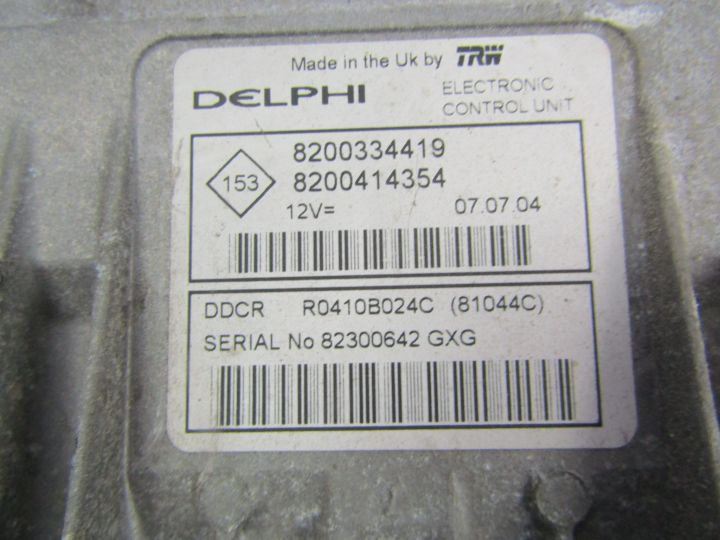 Made in the Uk by TRW
DELPHI
ELECTRONIC
CONTROL UNIT
153
8200334419
8200414354
12V=
07.07.04
DDCR R0410B024C (81044C)
SERIAL No 82300642 GXG